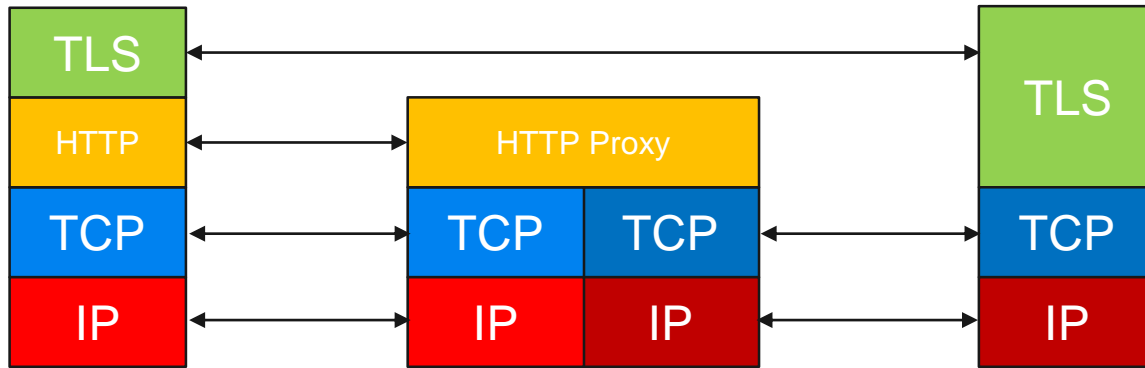 TLS
HTTP
TCP
IP
HTTP Proxy
TCP TCP
IP IP
TLS
TCP
IP